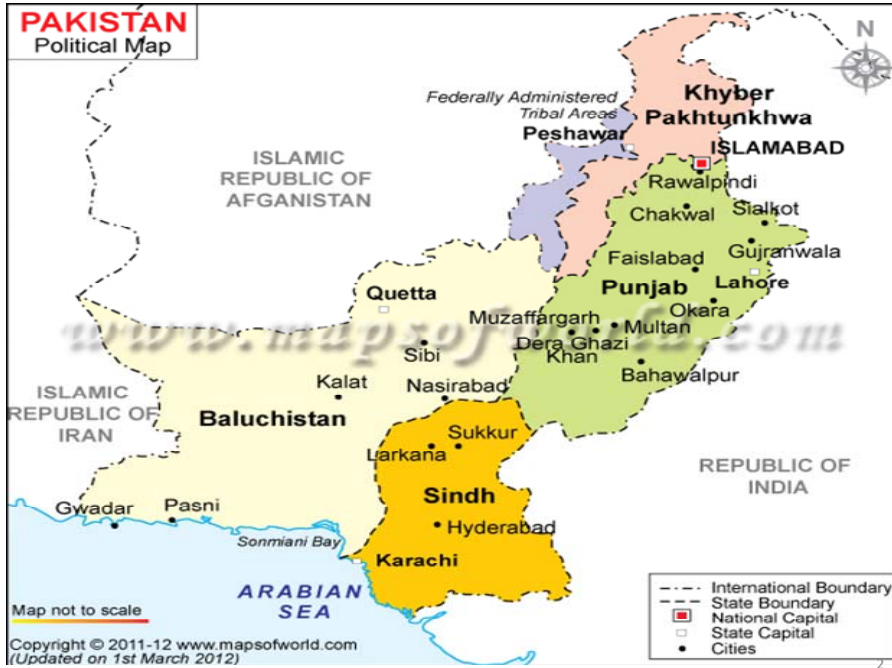 PAKISTAN
Political Map
N
Federally Administered
Tribal Areas
Khyber
Pakhtunkhwa
Peshawar
ISLAMABAD
ISLAMIC
REPUBLIC OF
AFGANISTAN
Rawalpindi
Chakwal
Sialkot
Gujranwala
Faislabad
Lahore
Punjab
Quetta
Okara
Muzaffargarh
Multan
www.mapsofworld.com
Dera Ghazi
Khan
Sibi
Bahawalpur
Kalat
Nasirabad
ISLAMIC
REPUBLIC OF
IRAN
Baluchistan
Sukkur
Larkana
REPUBLIC OF
INDIA
Sindh
Gwadar
Pasni
Hyderabad
Sonmiani Bay
Karachi
ARABIAN
SEA
International Boundary
State Boundary
National Capital
State Capital
Cities
Map not to scale
Copyright © 2011-12 www.mapsofworld.com
(Updated on 1st March 2012)